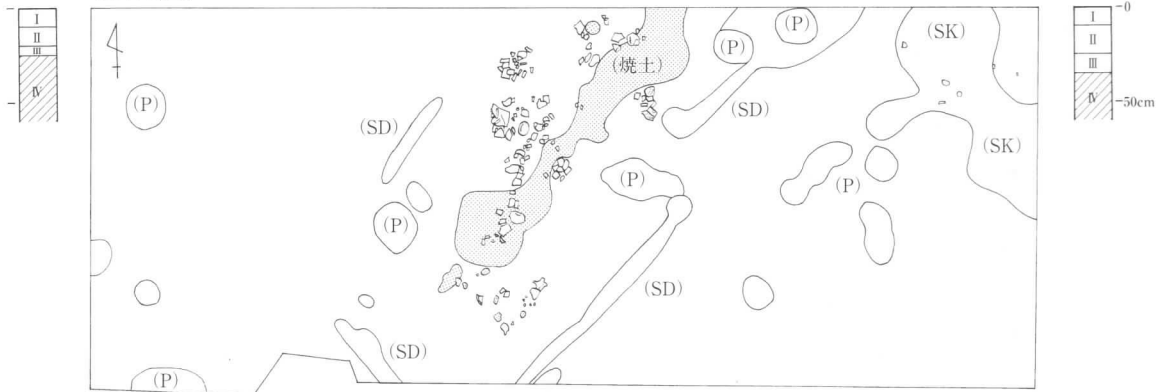 I
II
III
IV
(P)
(SD)
(P)
(P)
(SD)
(焼土)
(P)
(P)
(SD)
(P)
(SD)
(SK)
(SK)
(P)
I
II
III
IV
0
50cm